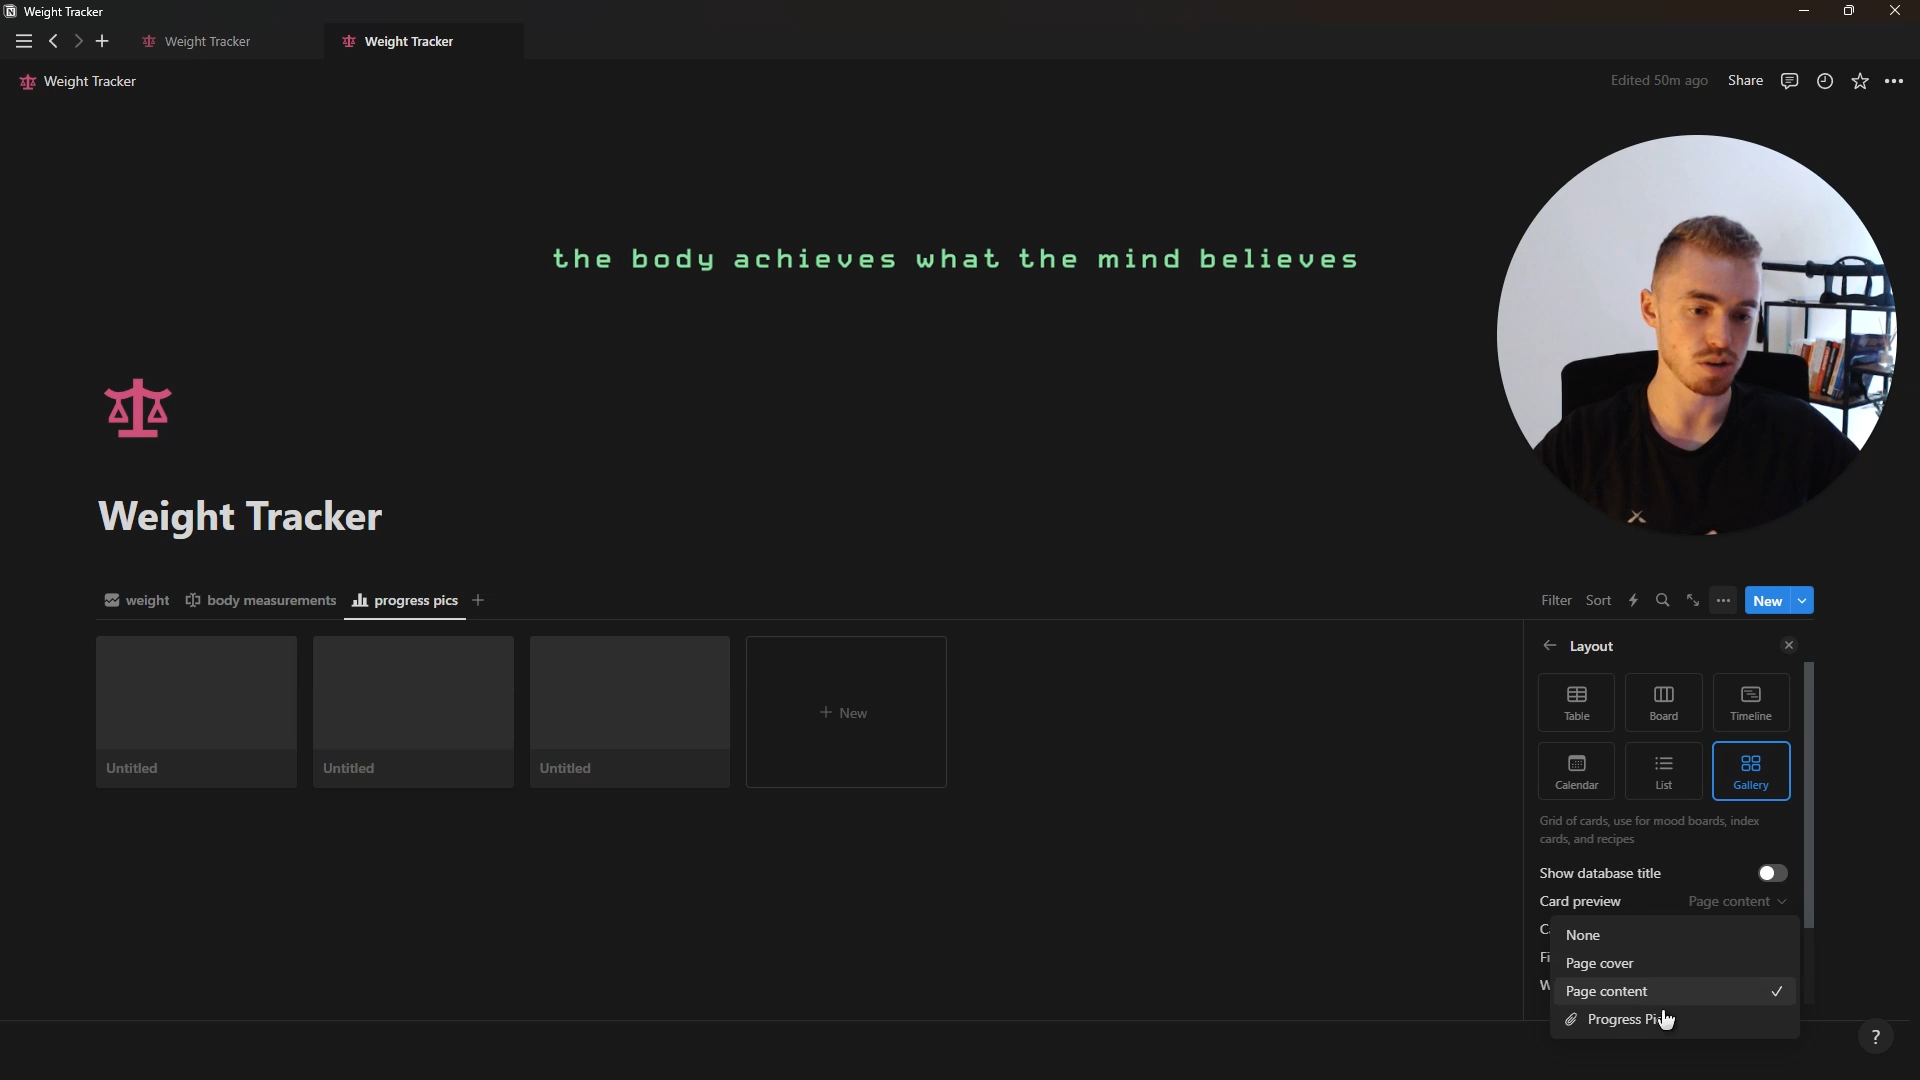 Weight Tracker
Weight Tracker
Weight Tracker
Weight Tracker
Edited 50m ago
Share
the body achieves what the mind believes
Weight Tracker
weight
body measurements
progress pics
Filter
Sort
New
Layout
Untitled
Untitled
Untitled
New
Table
Board
Timeline
Calendar
List
Gallery
Grid of cards, use for mood boards, index
cards, and recipes
Show database title
Card preview
Page content
None
Page cover
Page content
Progress
?